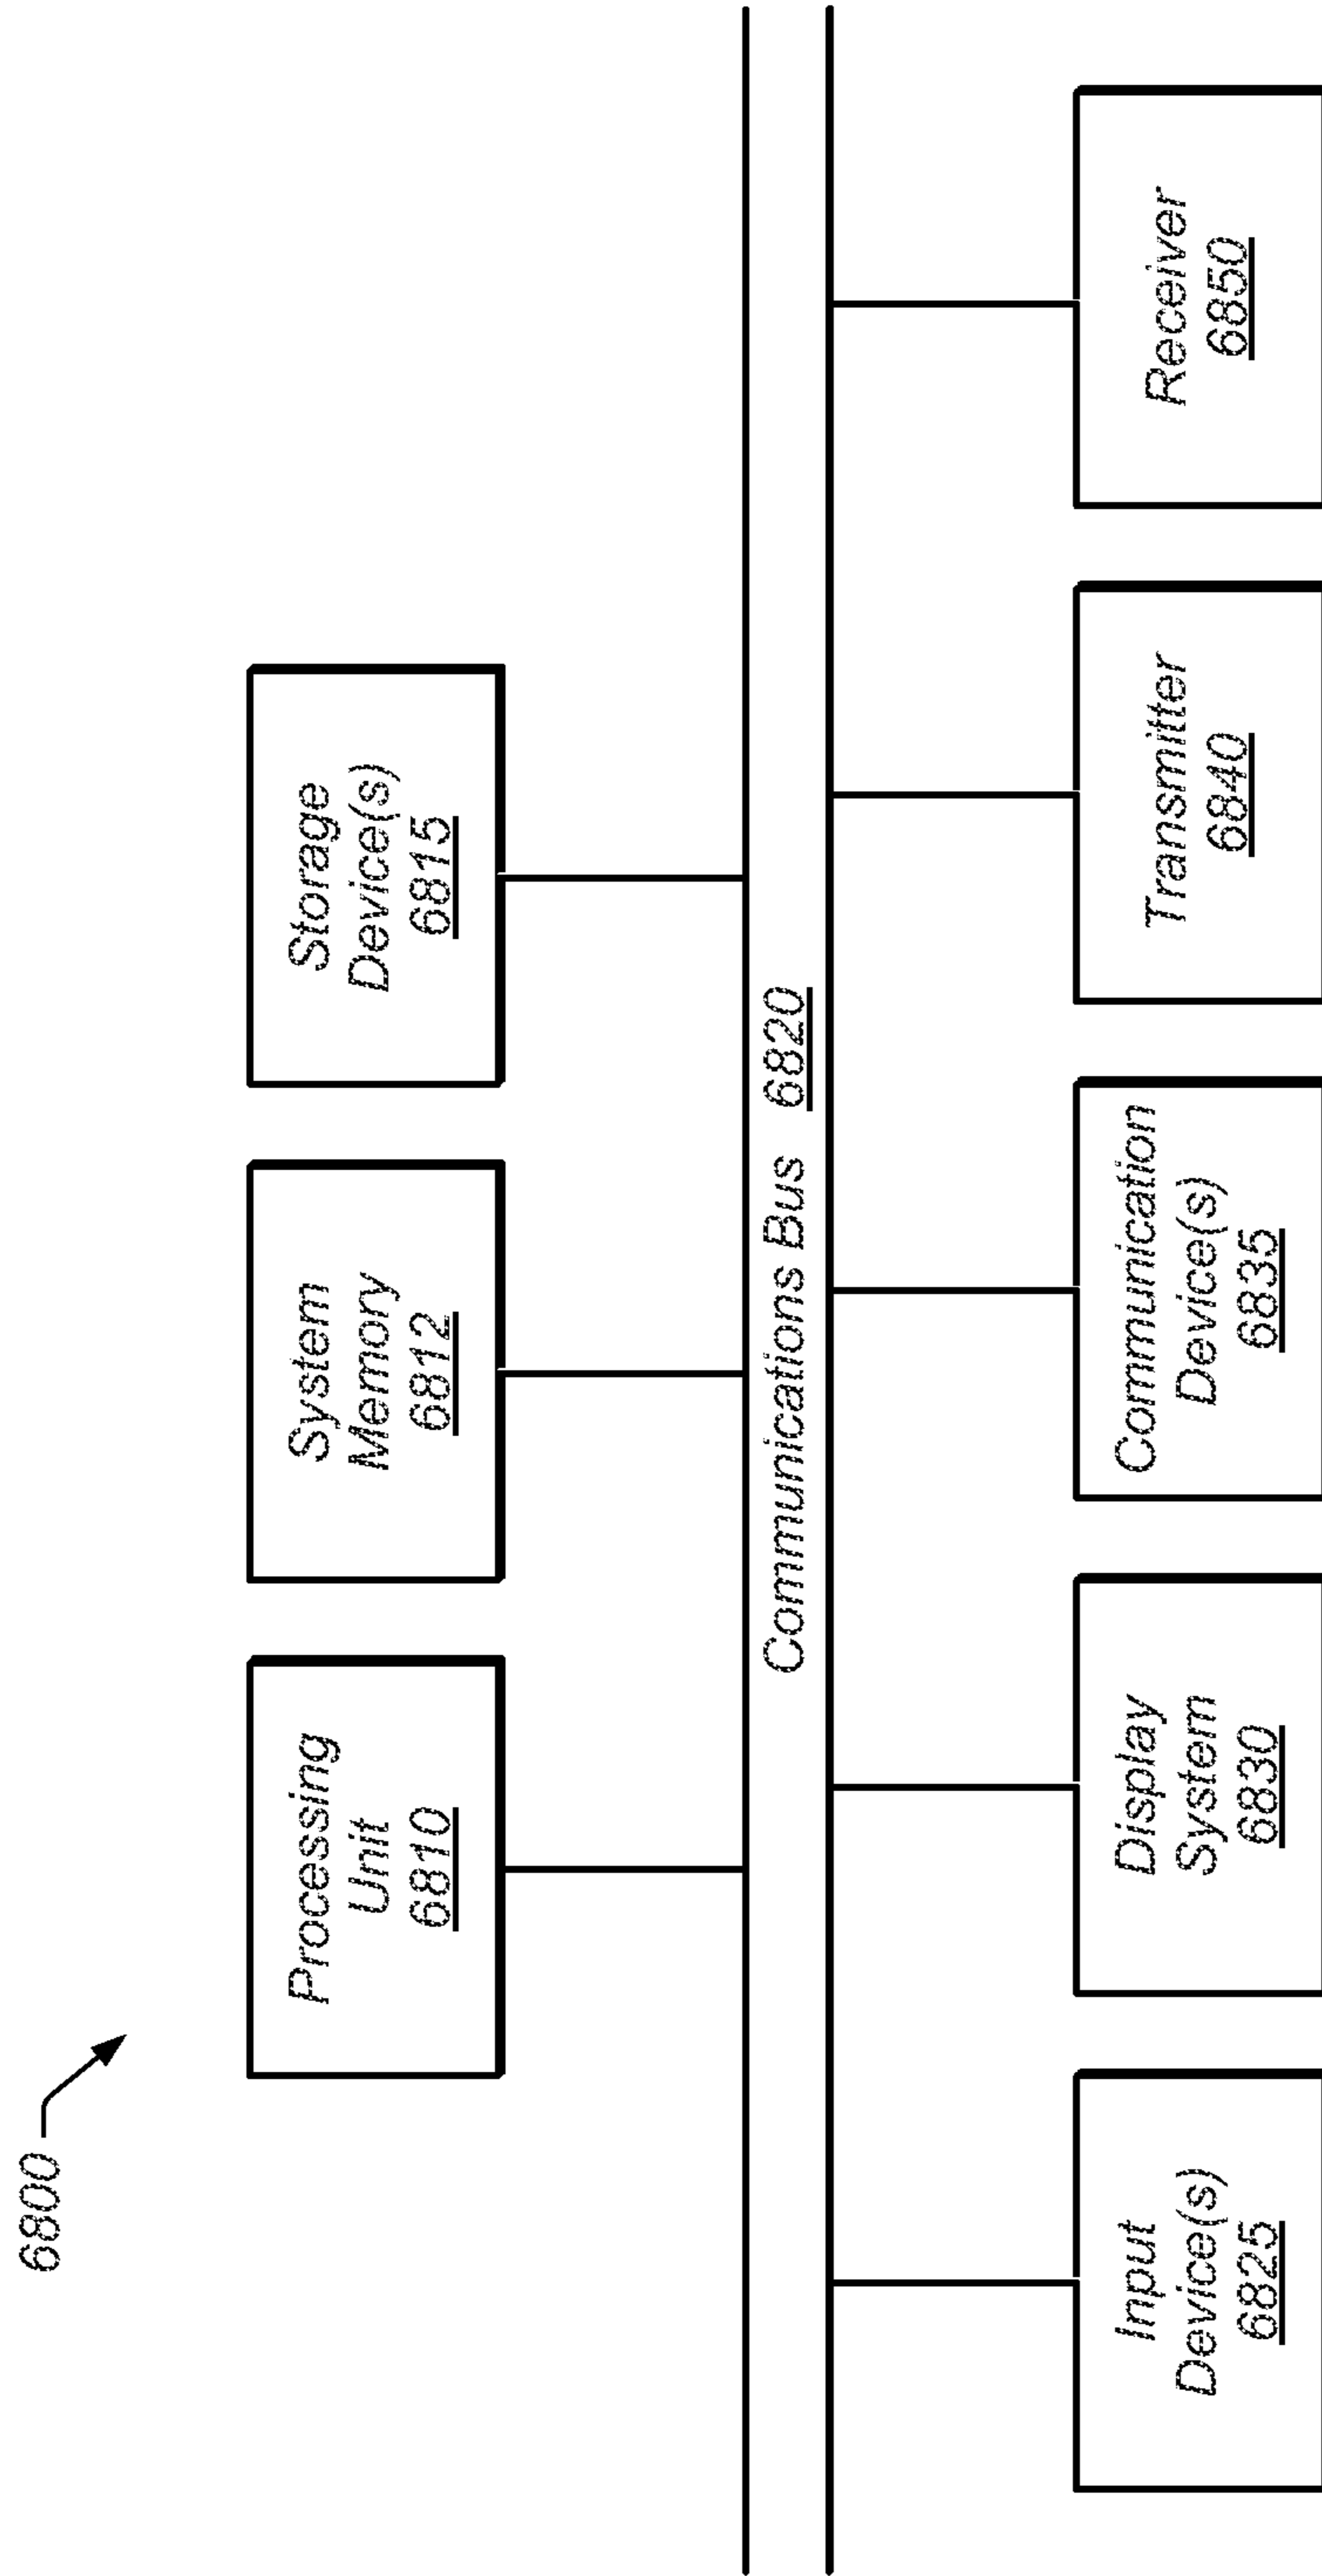 6800
Processing
Unit
6810
System
Memory
6812
Storage
Device(s)
6815
Communications Bus 6820
Input
Device(s)
6825
Display
System
6830
Communication
Device(s)
6835
Transmitter
6840
Receiver
6850